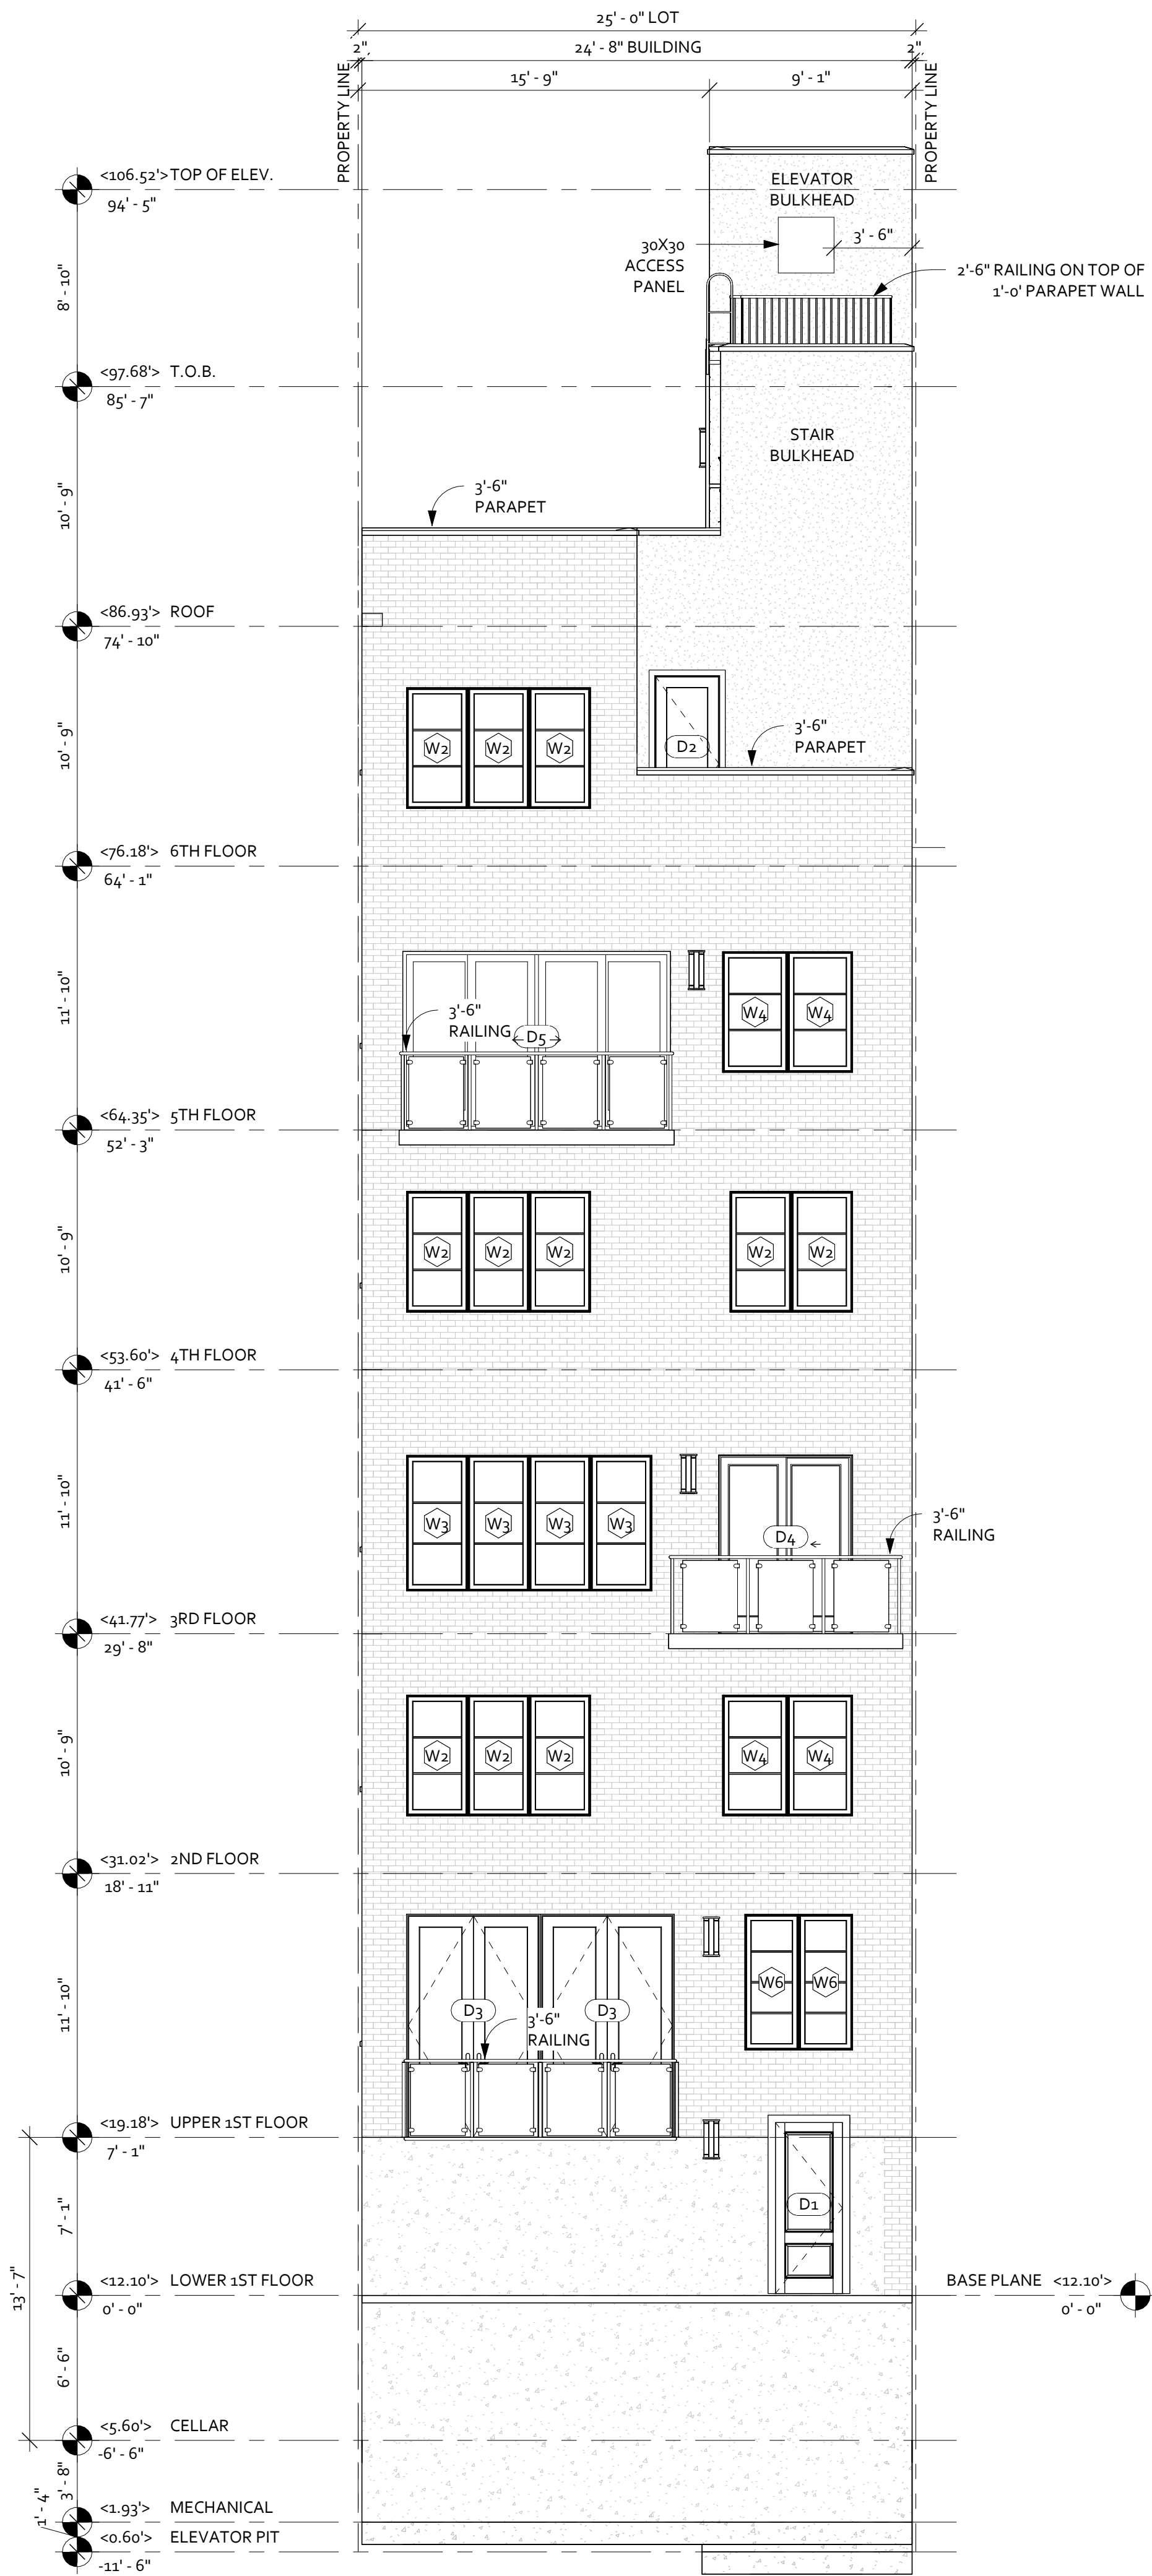 25' - 0" LOT
2" 24' - 8" BUILDING 2"
15' - 9" 9' - 1"
PROPERTY LINE
PROPERTY LINE
<106.52'> TOP OF ELEV.
94' - 5"
ELEVATOR
BULKHEAD
3' - 6"
30X30
ACCESS
PANEL
2'-6" RAILING ON TOP OF
1'-0' PARAPET WALL
8' - 10"
<97.68'> T.O.B.
85' - 7"
STAIR
BULKHEAD
3'-6"
PARAPET
10' - 9"
<86.93'> ROOF
74' - 10"
W2 W2 W2
D2
3'-6"
PARAPET
10' - 9"
<76.18'> 6TH FLOOR
64' - 1"
11' - 10"
3'-6"
RAILING
D5
W4 W4
<64.35'> 5TH FLOOR
52' - 3"
10' - 9"
W2 W2 W2 W2 W2
<53.60'> 4TH FLOOR
41' - 6"
11' - 10"
W3 W3 W3 W3
D4
3'-6"
RAILING
<41.77'> 3RD FLOOR
29' - 8"
10' - 9"
W2 W2 W2 W4 W4
<31.02'> 2ND FLOOR
18' - 11"
11' - 10"
D3 D3
3'-6"
RAILING
W6 W6
<19.18'> UPPER 1ST FLOOR
7' - 1"
7' - 1"
D1
13' - 7"
<12.10'> LOWER 1ST FLOOR
0' - 0"
BASE PLANE <12.10'>
0' - 0"
6' - 6"
<5.60'> CELLAR
-6' - 6"
3' - 8"
1' - 4"
<1.93'> MECHANICAL
<0.60'> ELEVATOR PIT
-11' - 6"